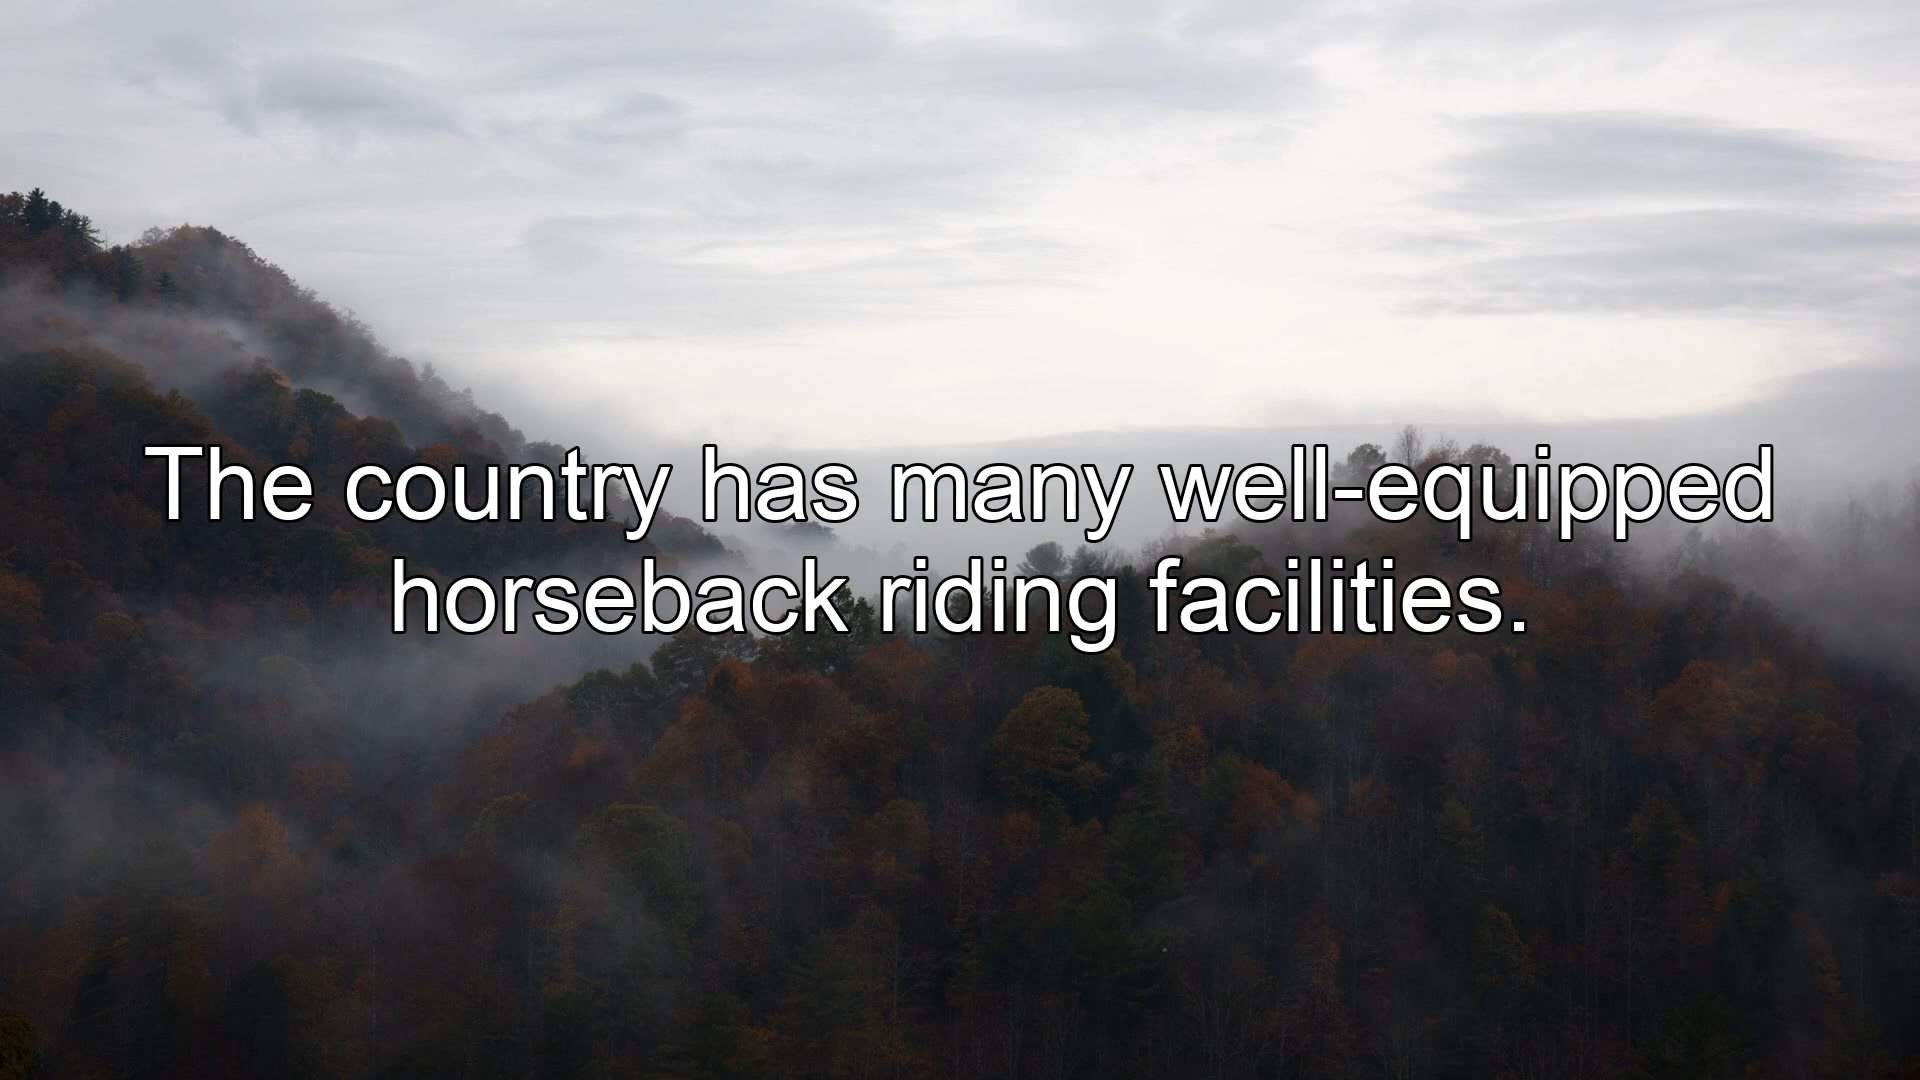 The country has many well-equipped
horseback riding facilities.